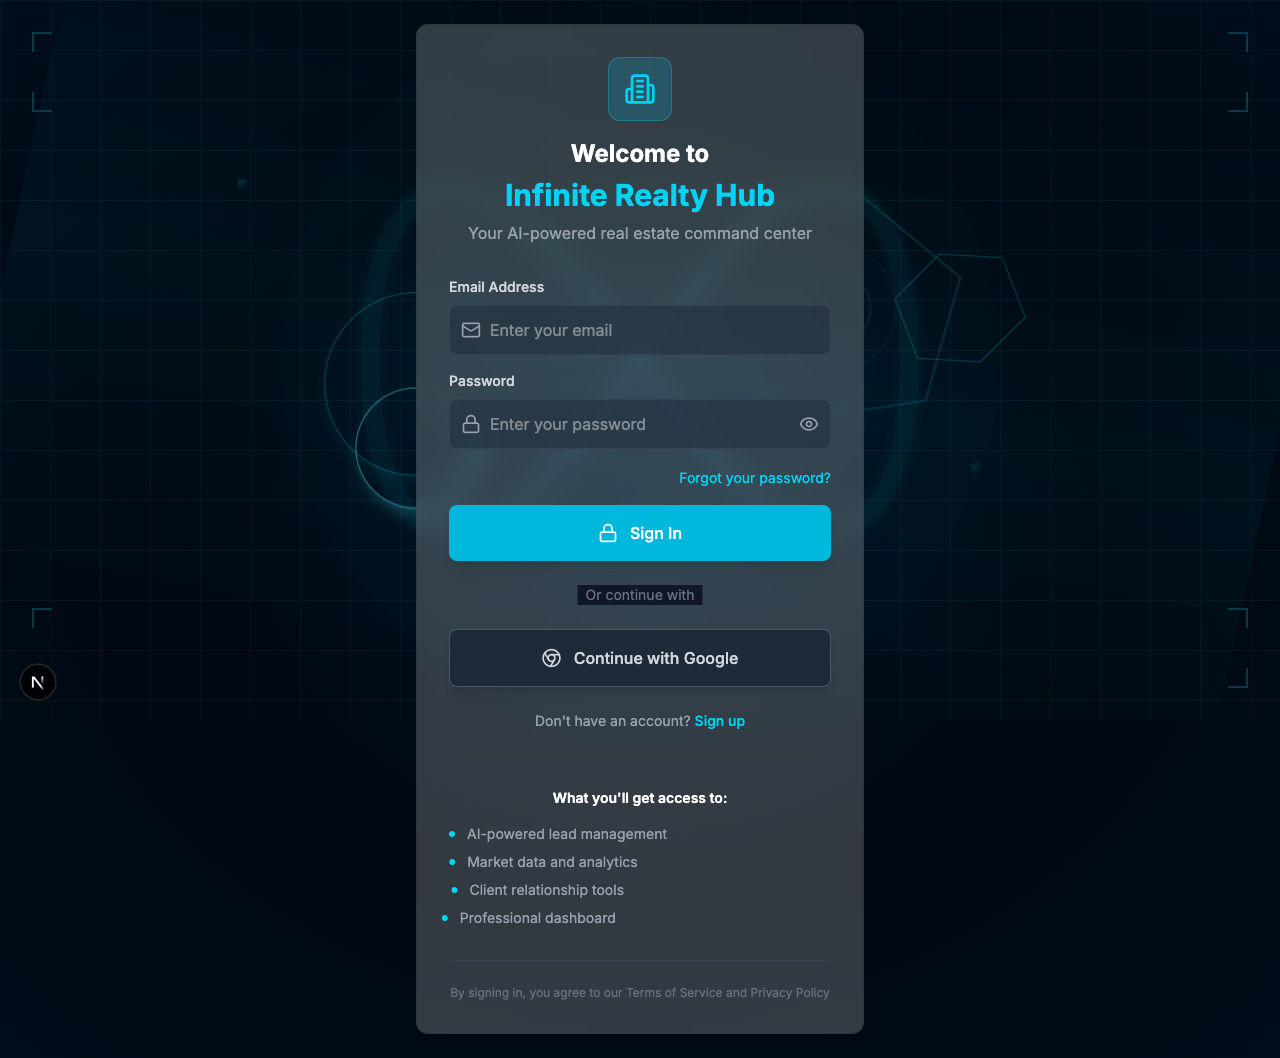 Welcome to
Infinite Realty Hub
Your AI-powered real estate command center
Email Address
Enter your email
Password
Enter your password
Forgot your password?
Sign In
Or continue with
Continue with Google
N
Don't have an account? Sign up
What you'll get access to:
AI-powered lead management
Market data and analytics
Client relationship tools
Professional dashboard
By signing in, you agree to our Terms of Service and Privacy Policy